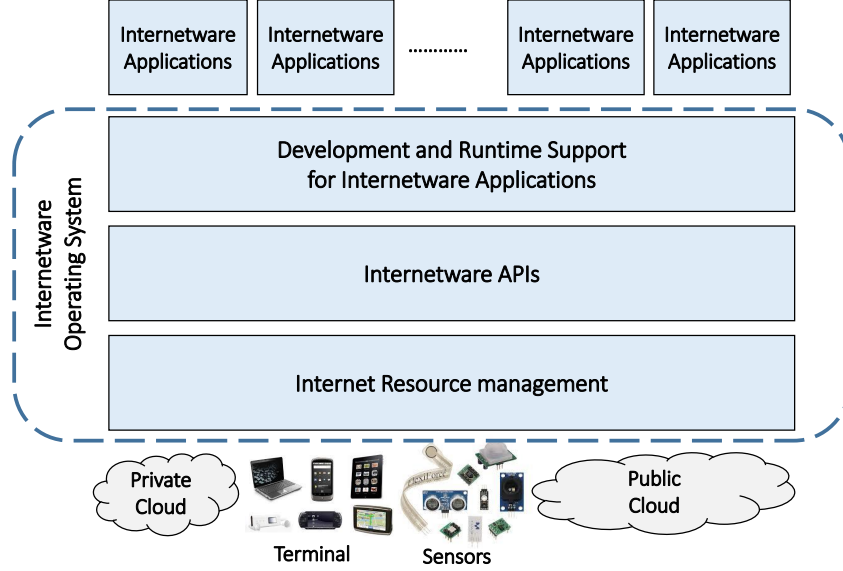 Internetware Internetware ............ Internetware Internetware
Applications Applications Applications Applications
Development and Runtime Support
for Internetware Applications
Internetware
Operating System
Internetware APIs
Internet Resource management
Private
Cloud
Public
Cloud
Terminal
Sensors